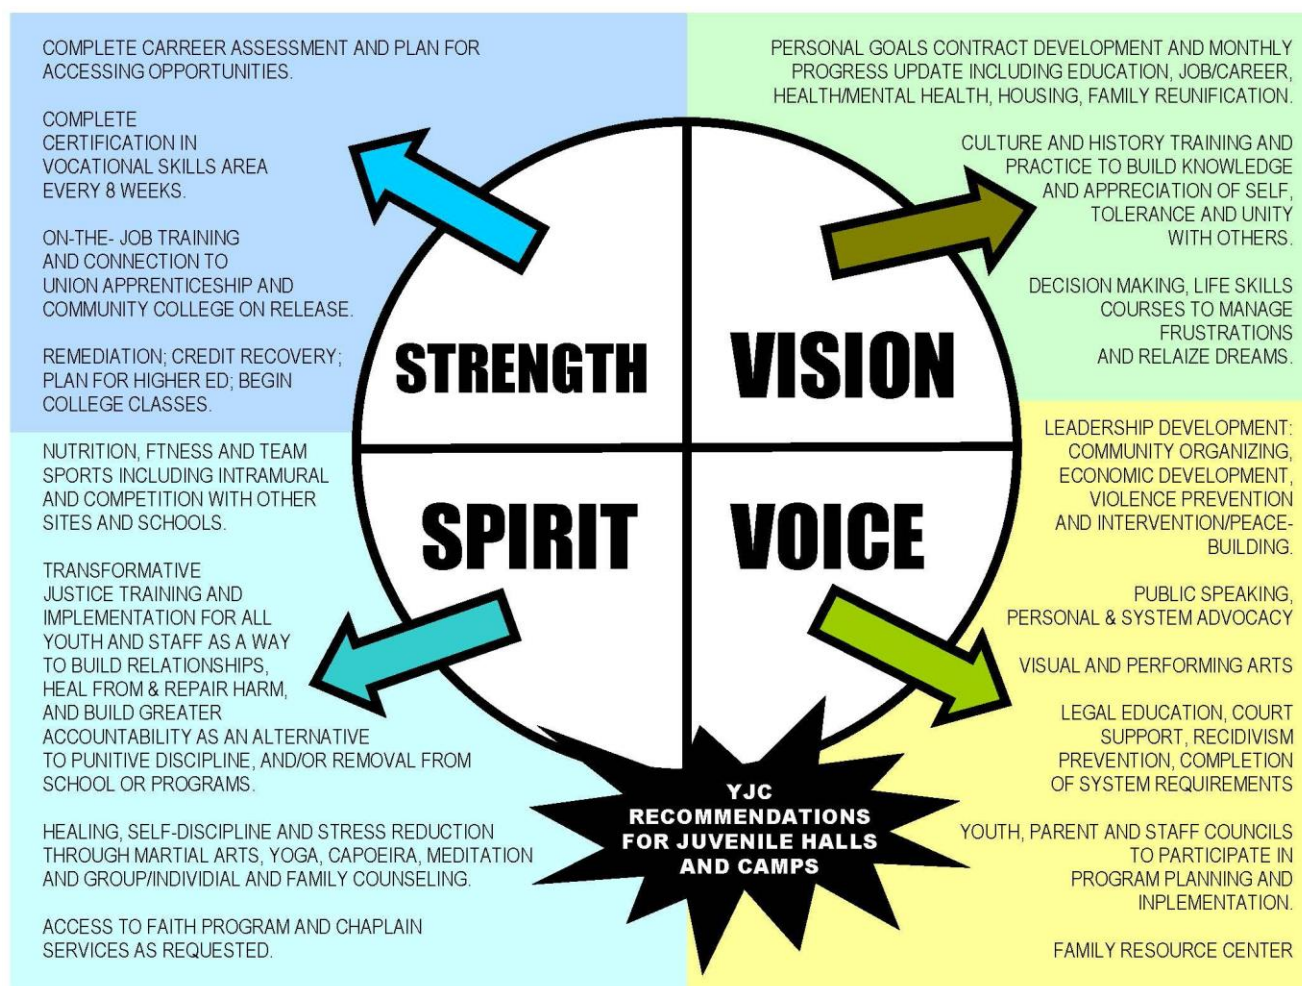 COMPLETE CARREER ASSESSMENT AND PLAN FOR
ACCESSING OPPORTUNITIES.
COMPLETE
CERTIFICATION IN
VOCATIONAL SKILLS AREA
EVERY 8 WEEKS.
ON-THE- JOB TRAINING
AND CONNECTION TO
UNION APPRENTICESHIP AND
COMMUNITY COLLEGE ON RELEASE.
REMEDIATION; CREDIT RECOVERY;
PLAN FOR HIGHER ED; BEGIN
COLLEGE CLASSES.
PERSONAL GOALS CONTRACT DEVELOPMENT AND MONTHLY
PROGRESS UPDATE INCLUDING EDUCATION, JOB/CAREER,
HEALTH/MENTAL HEALTH, HOUSING, FAMILY REUNIFICATION.
CULTURE AND HISTORY TRAINING AND
PRACTICE TO BUILD KNOWLEDGE
AND APPRECIATION OF SELF,
TOLERANCE AND UNITY
WITH OTHERS.
DECISION MAKING, LIFE SKILLS
COURSES TO MANAGE
FRUSTRATIONS
AND RELAIZE DREAMS.
STRENGTH
VISION
SPIRIT
VOICE
NUTRITION, FTNESS AND TEAM
SPORTS INCLUDING INTRAMURAL
AND COMPETITION WITH OTHER
SITES AND SCHOOLS.
TRANSFORMATIVE
JUSTICE TRAINING AND
IMPLEMENTATION FOR ALL
YOUTH AND STAFF AS A WAY
TO BUILD RELATIONSHIPS,
HEAL FROM & REPAIR HARM,
AND BUILD GREATER
ACCOUNTABILITY AS AN ALTERNATIVE
TO PUNITIVE DISCIPLINE, AND/OR REMOVAL FROM
SCHOOL OR PROGRAMS.
HEALING, SELF-DISCIPLINE AND STRESS REDUCTION
THROUGH MARTIAL ARTS, YOGA, CAPOEIRA, MEDITATION
AND GROUP/INDIVIDIAL AND FAMILY COUNSELING.
ACCESS TO FAITH PROGRAM AND CHAPLAIN
SERVICES AS REQUESTED.
LEADERSHIP DEVELOPMENT:
COMMUNITY ORGANIZING,
ECONOMIC DEVELOPMENT,
VIOLENCE PREVENTION
AND INTERVENTION/PEACE-
BUILDING.
PUBLIC SPEAKING,
PERSONAL & SYSTEM ADVOCACY
VISUAL AND PERFORMING ARTS
LEGAL EDUCATION, COURT
SUPPORT, RECIDIVISM
PREVENTION, COMPLETION
OF SYSTEM REQUIREMENTS
YOUTH, PARENT AND STAFF COUNCILS
TO PARTICIPATE IN
PROGRAM PLANNING AND
INPLEMENTATION.
FAMILY RESOURCE CENTER
YJC
RECOMMENDATIONS
FOR JUVENILE HALLS
AND CAMPS